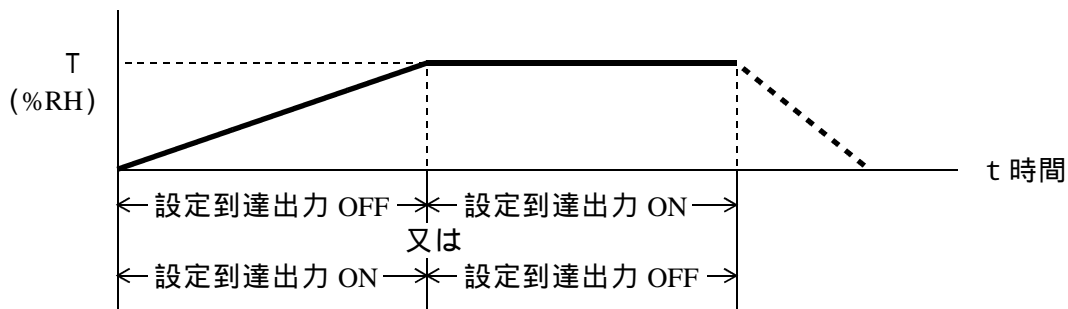 T
(%RH)
t 時間
設定到達出力 OFF 設定到達出力 ON
又は
設定到達出力 ON 設定到達出力 OFF